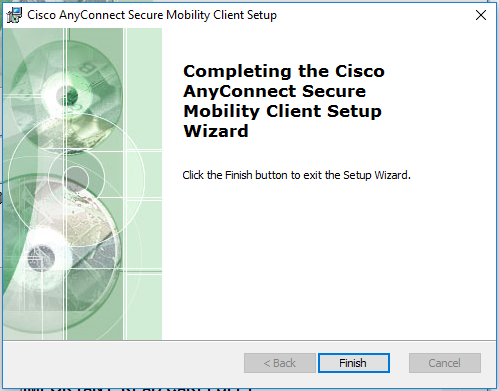 Cisco AnyConnect Secure Mobility Client Setup
Completing the Cisco
AnyConnect Secure
Mobility Client Setup
Wizard
Click the Finish button to exit the Setup Wizard.
< Back
Finish
Cancel